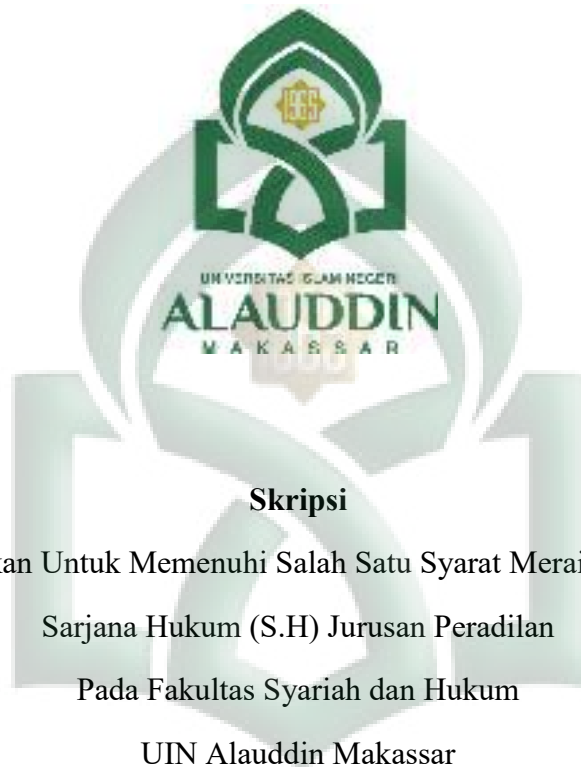 1965
UNIVERSITAS ISLAM NEGERI
ALAUDDIN
MAKASSAR
Skripsi
Untuk Memenuhi Salah Satu Syarat
Sarjana Hukum (S.H) Jurusan Peradilan
Pada Fakultas Syariah dan Hukum
UIN Alauddin Makassar